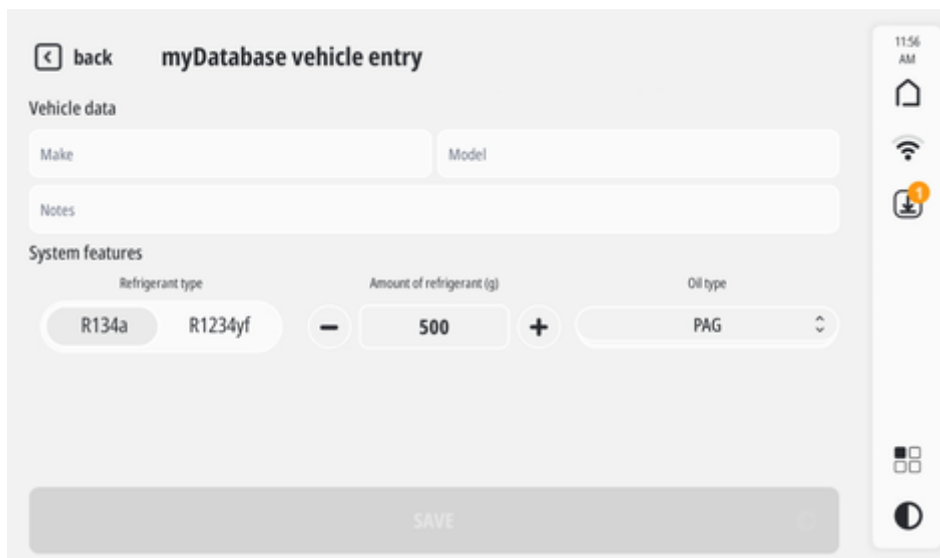 back myDatabase vehicle entry
11:56
AM
Vehicle data
Make Model
1
Notes
System features
Refrigerant type Amount of refrigerant (g) Oil type
R134a R1234yf 500 PAG
SAVE